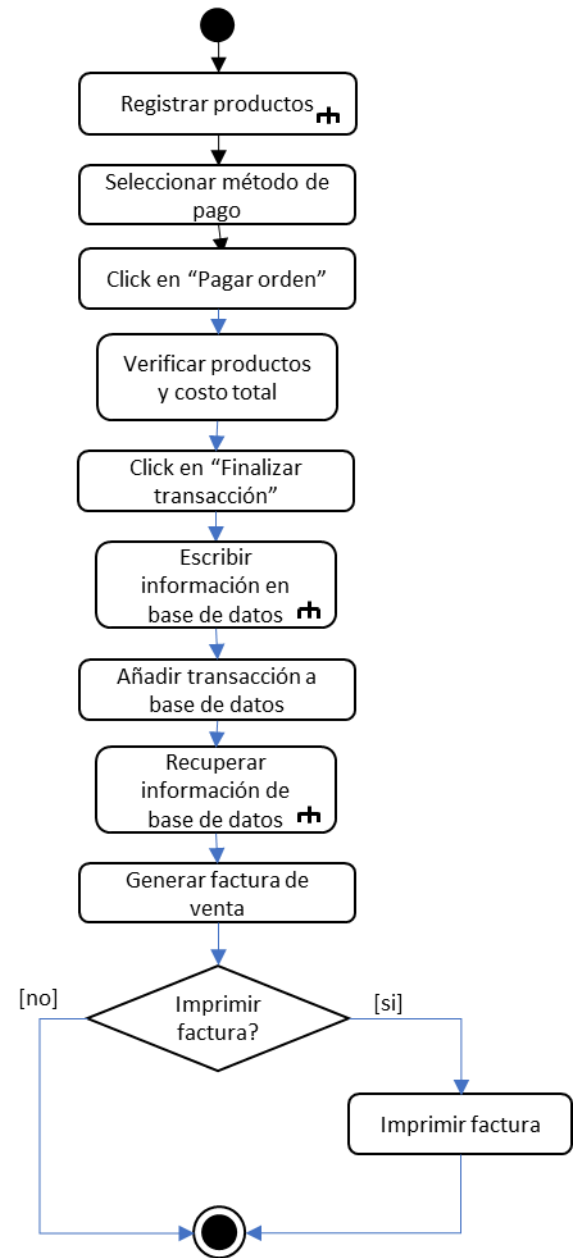 Registrar productos
Seleccionar método de
pago
Click en “Pagar orden”
Verificar productos
y costo total
Click en “Finalizar
transacción”
Escribir
información en
base de datos
Añadir transacción a
base de datos
Recuperar
información de
base de datos
Generar factura de
venta
[no]
Imprimir
factura?
[si]
Imprimir factura